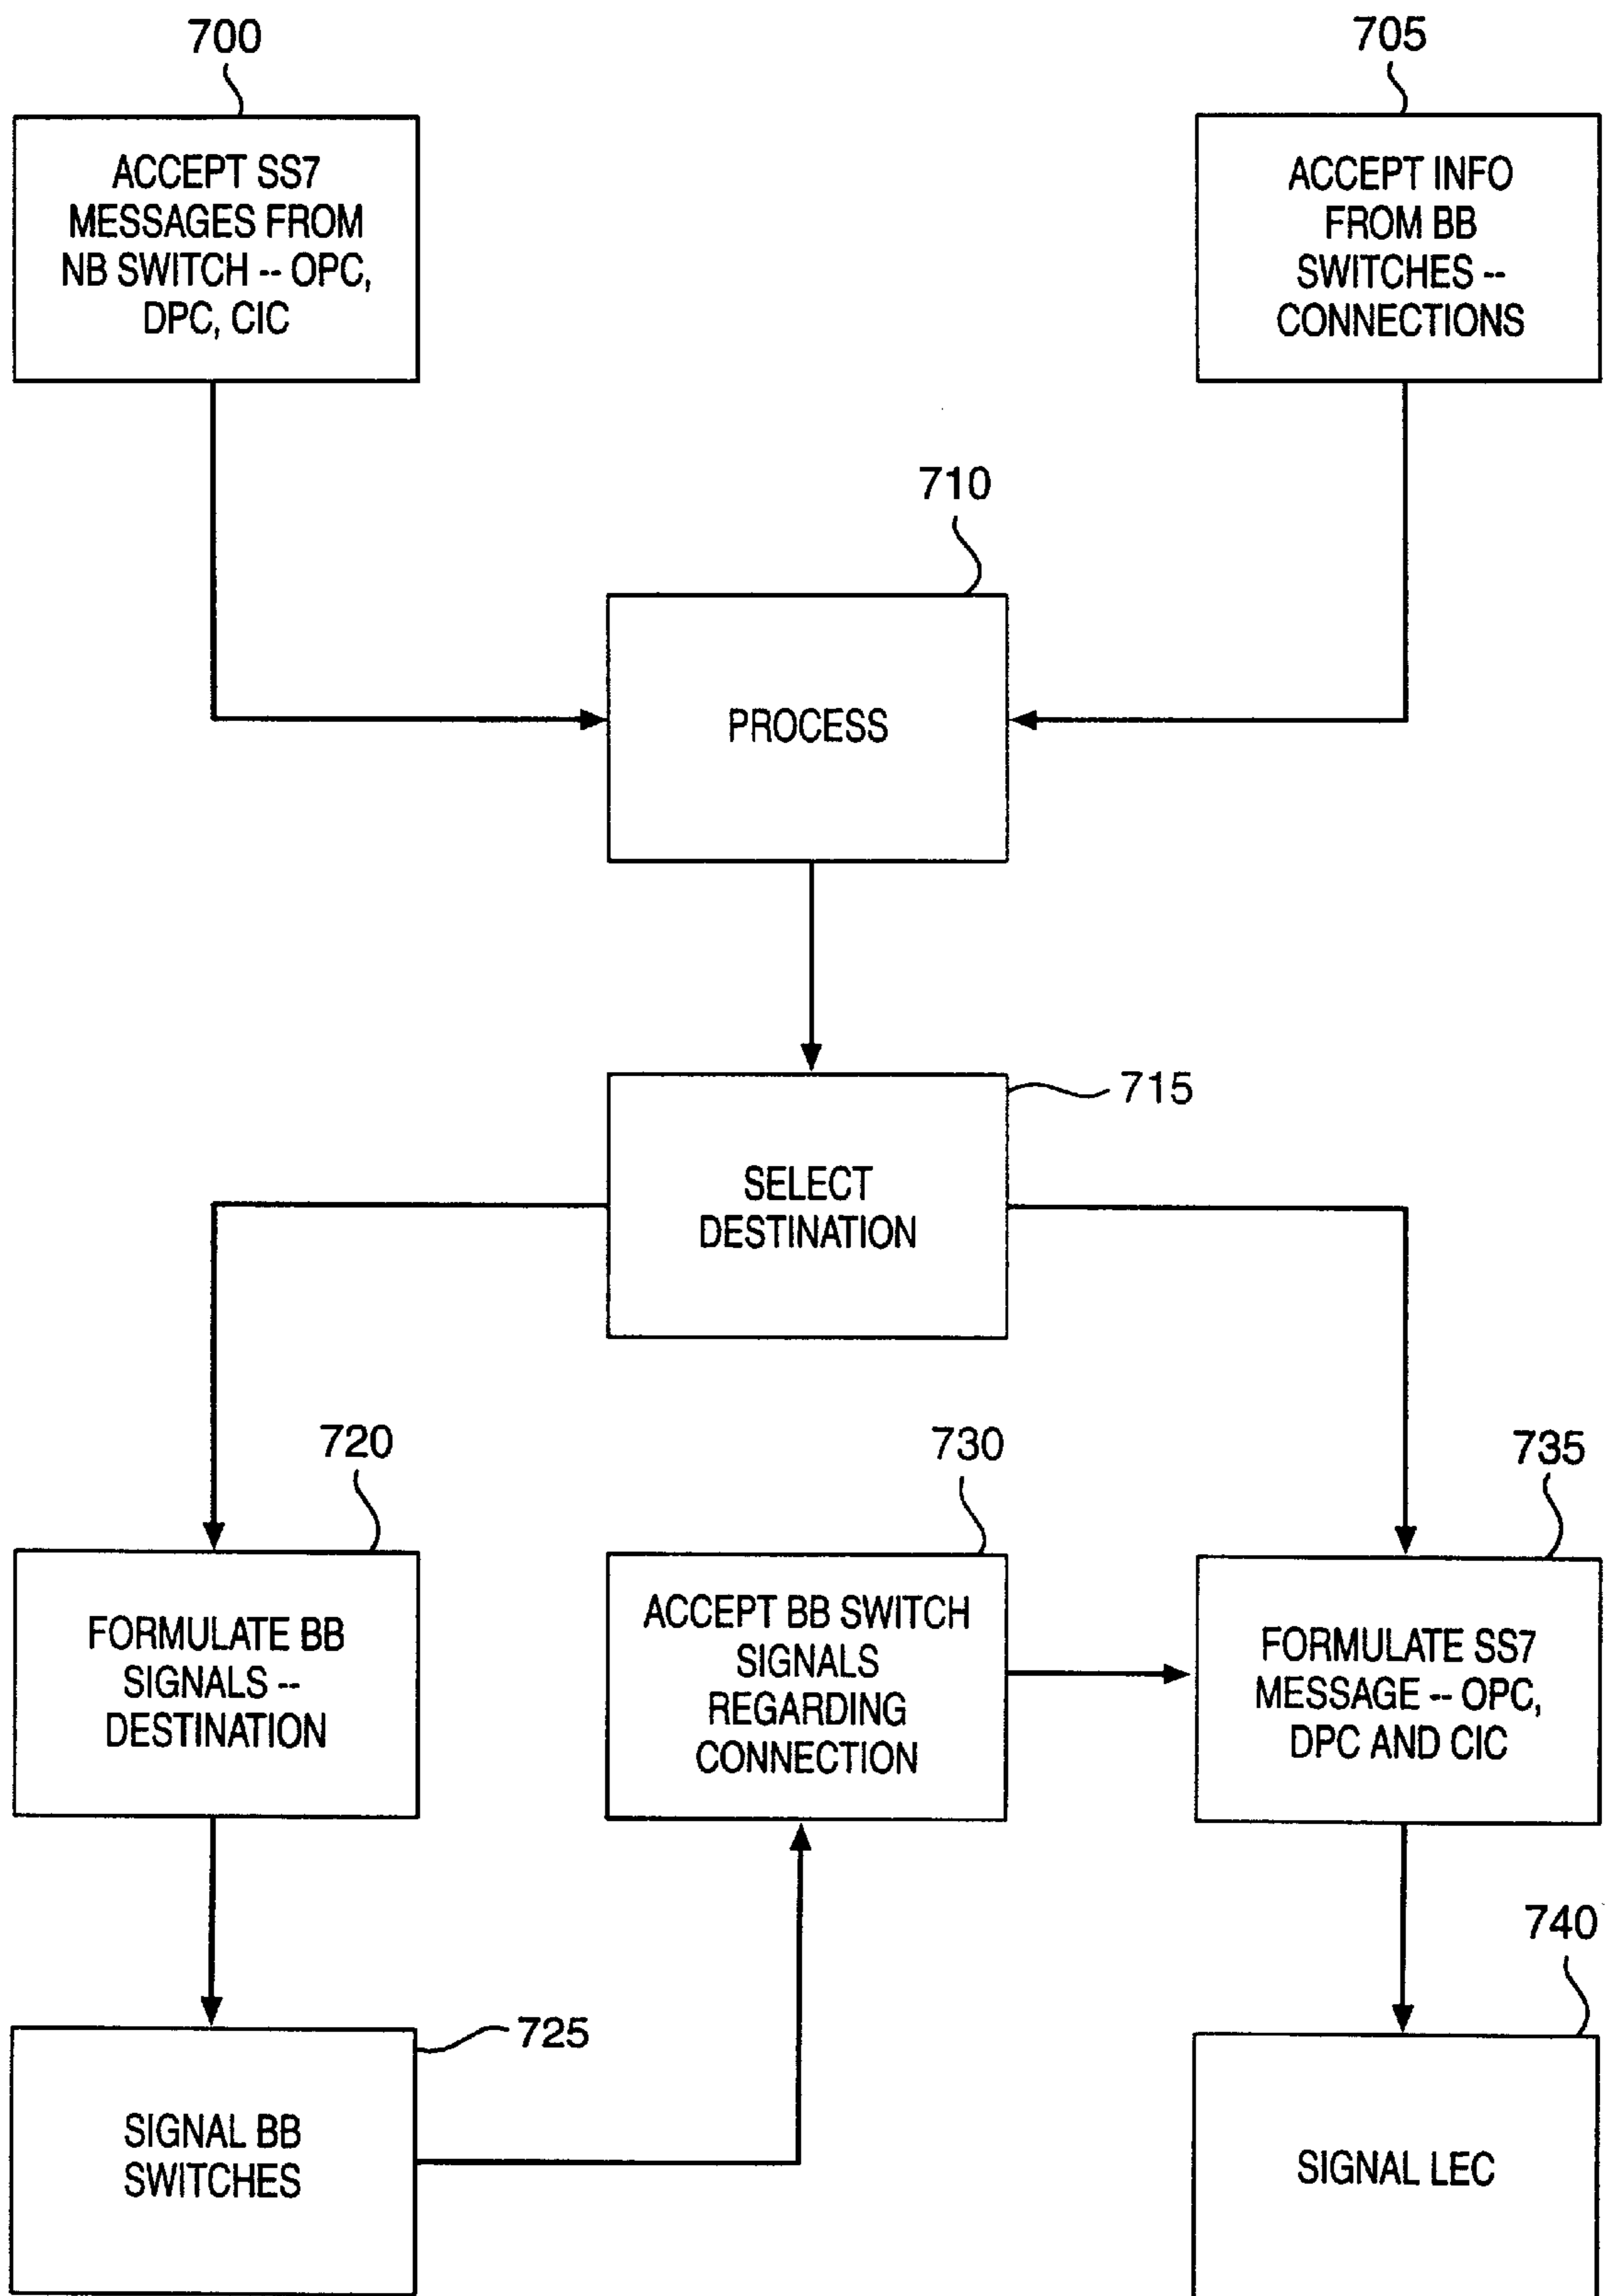 700
705
ACCEPT SS7
MESSAGES FROM
NB SWITCH -- OPC,
DPC, CIC
ACCEPT INFO
FROM BB
SWITCHES --
CONNECTIONS
710
PROCESS
715
SELECT
DESTINATION
720
730
735
FORMULATE BB
SIGNALS --
DESTINATION
ACCEPT BB SWITCH
SIGNALS
REGARDING
CONNECTION
FORMULATE SS7
MESSAGE -- OPC,
DPC AND CIC
725
740
SIGNAL BB
SWITCHES
SIGNAL LEC